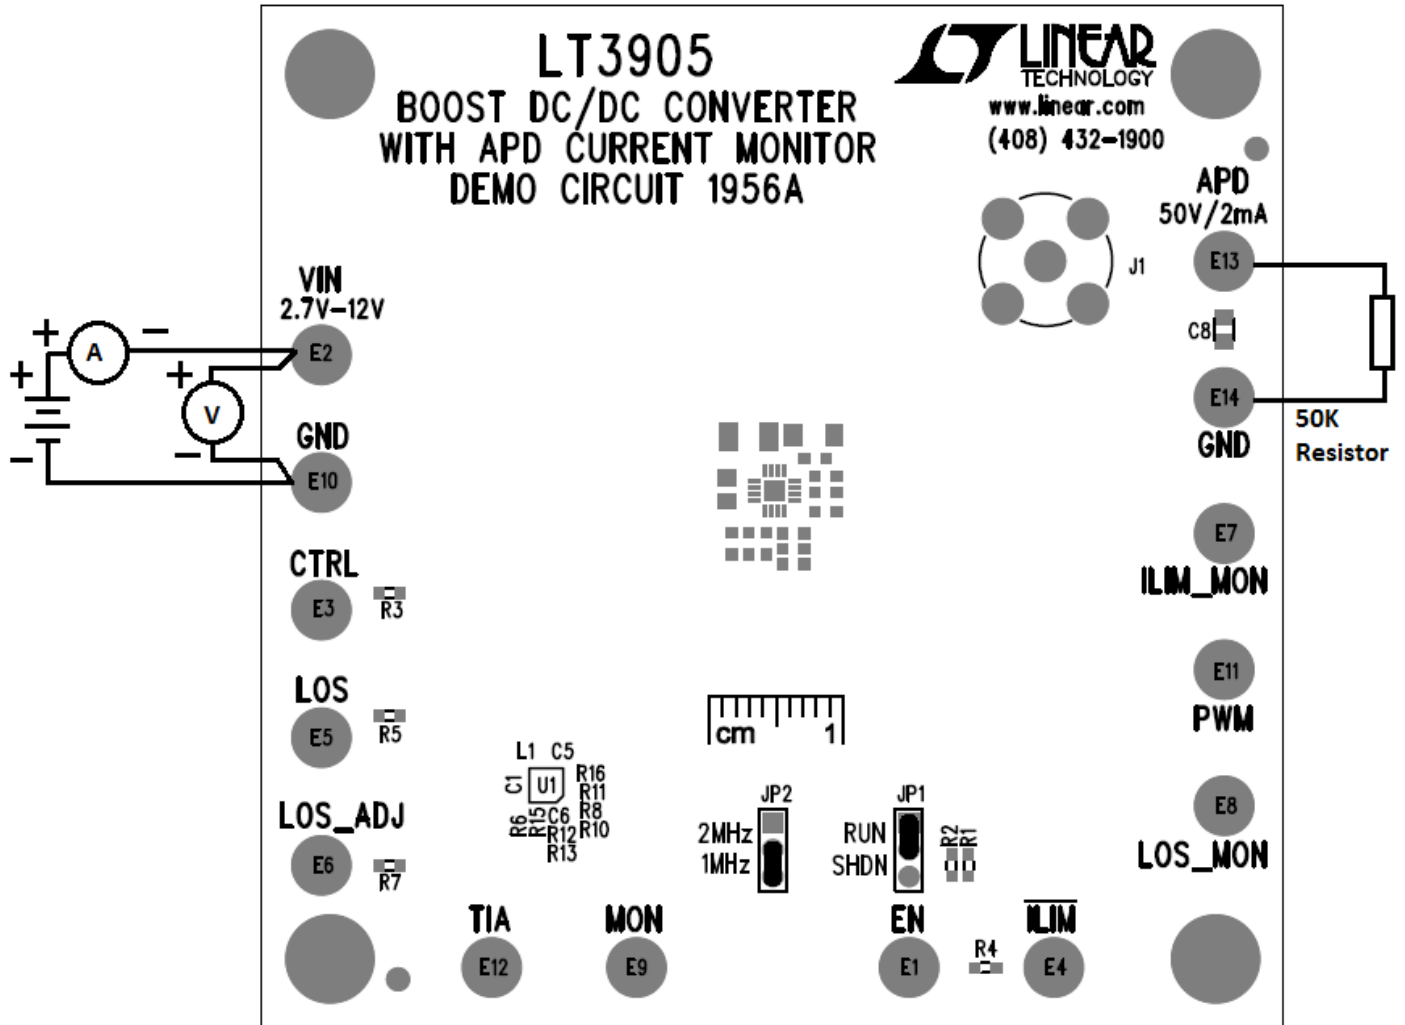 LT3905
BOOST DC/DC CONVERTER
WITH APD CURRENT MONITOR
DEMO CIRCUIT 1956A
LINEAR
TECHNOLOGY
www.linear.com
(408) 432-1900
APD
50V/2mA
E13
J1
C8
E14
GND
50K
Resistor
VIN
2.7V-12V
E2
+
A
-
+
+
V
-
-
GND
E10
CTRL
E3
R3
LOS
E5
R5
LOS_ADJ
E6
R7
E7
ILIM_MON
E11
PWM
E8
LOS_MON
cm 1
L1 C5
C1
U1
R16
R11
R8
R10
R6
R15
C6
R12
R13
JP2
2MHz
1MHz
JP1
RUN
SHDN
R2
R1
TIA
E12
MON
E9
EN
E1
R4
ILIM
E4